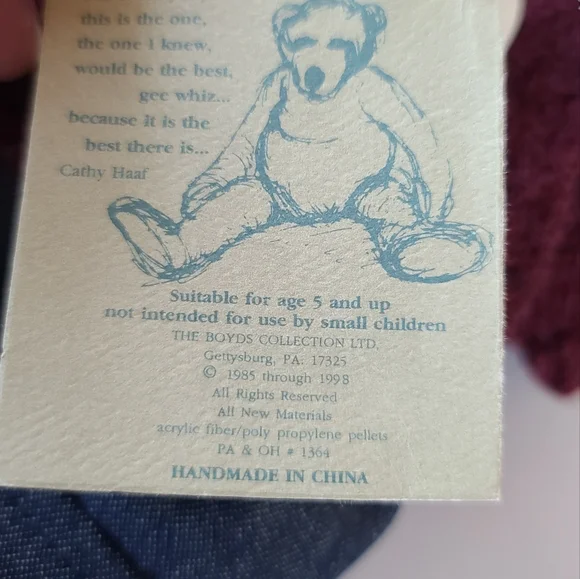 this is the one,
the one I knew,
would be the best,
gee whiz...
because it is the
best there is...
Cathy Haaf
Suitable for age 5 and up
not intended for use by small children
THE BOYDS COLLECTION LTD.
Gettysburg, PA. 17325
© 1985 through 1998
All Rights Reserved
All New Materials
acrylic fiber/poly propylene pellets
PA & OH # 1364
HANDMADE IN CHINA